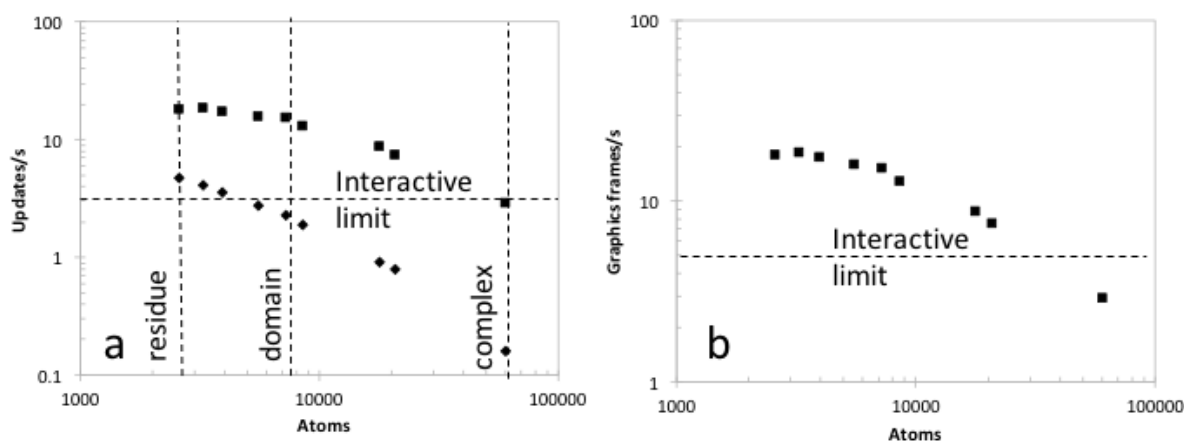 100
10
1
0.1
Updates/s
Interactive
limit
residue
domain
complex
a
1000
10000
100000
Atoms
100
10
1
Graphics frames/s
Interactive
limit
b
1000
10000
100000
Atoms